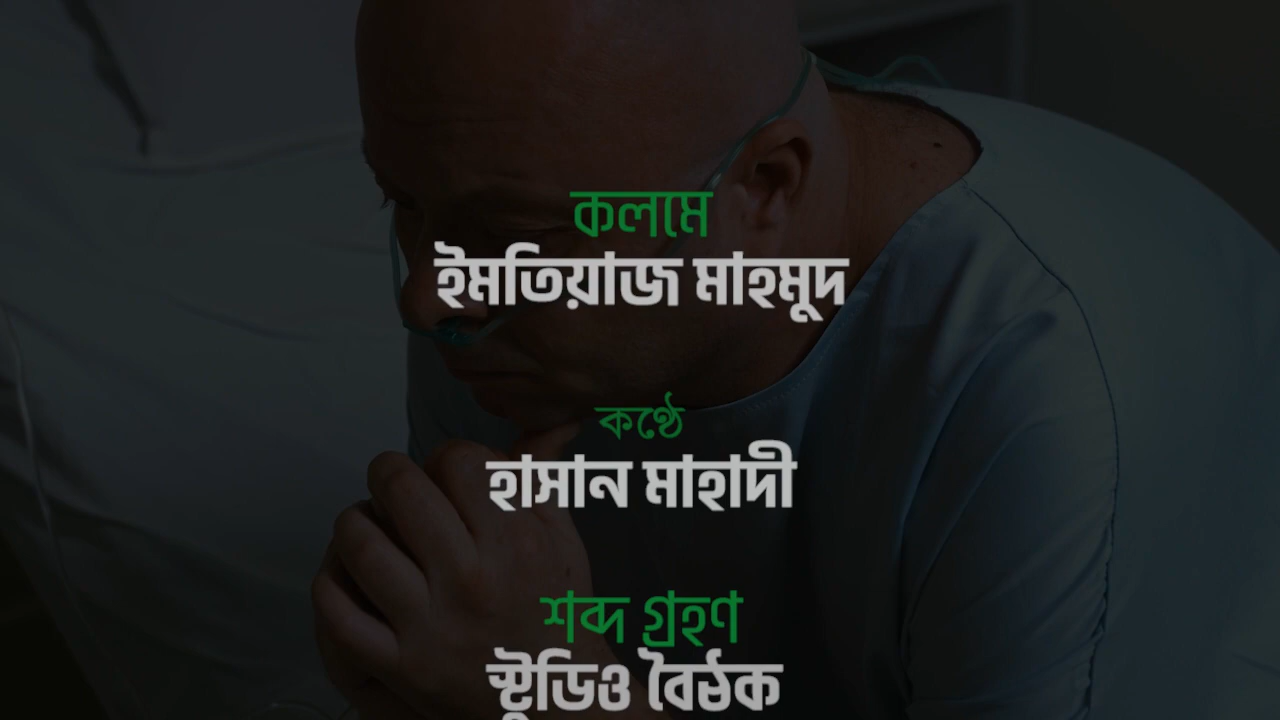 কলমে
ইমতিয়াজ মাহমুদ
কণ্ঠে
হাসান মাহাদী
শব্দ গ্রহণ
স্টুডিও বৈঠক